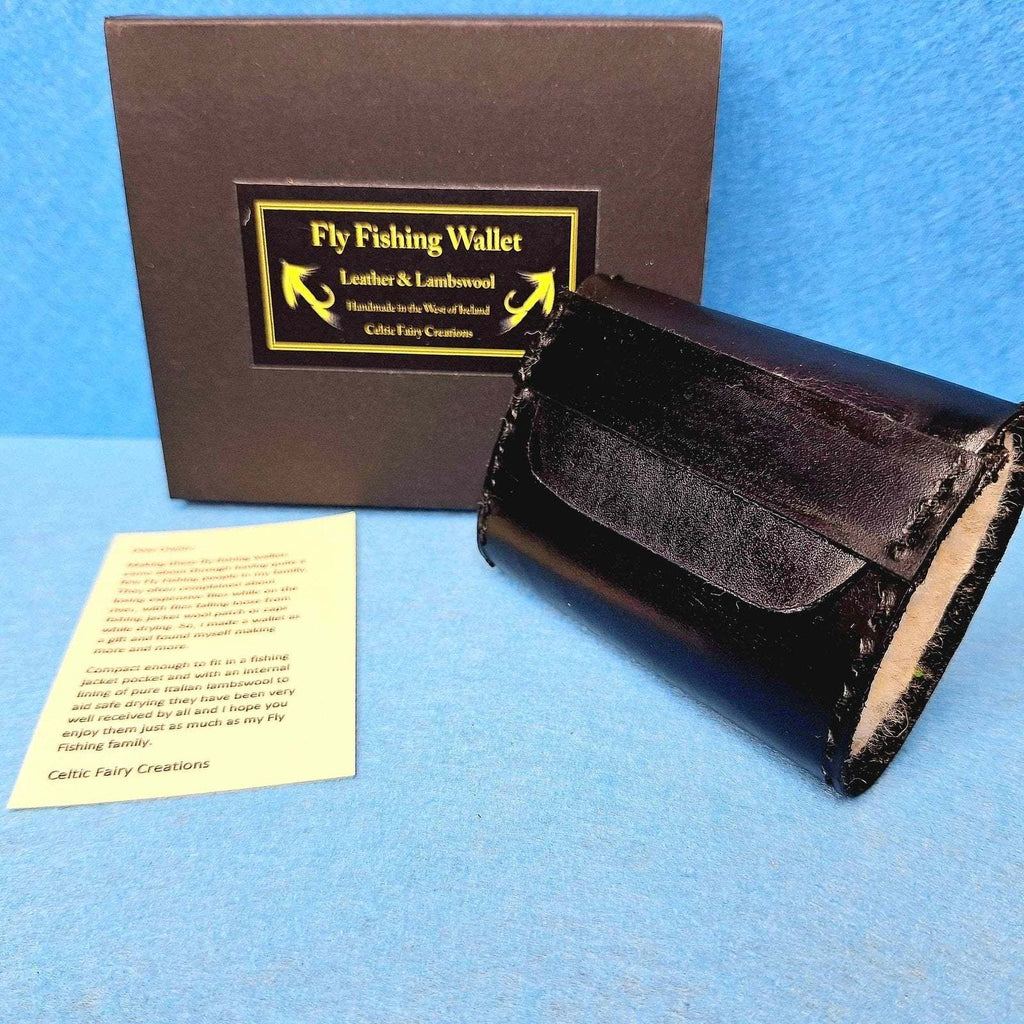 Fly Fishing Wallet
Leather & Lambswool
Handmade in the West of Ireland
Celtic Fairy Creations
Making these fly fishing wallets
came about through having quite a
few Fly Fishing people in my family.
They often complained about
losing expensive flies while on the
river, with flies falling loose from
fishing jacket wool patch or caps
while drying. So, I made a wallet as
a gift and found myself making
more and more.
Compact enough to fit in a fishing
jacket pocket and with an internal
lining of pure Italian lambswool to
aid safe drying they have been very
well received by all and I hope you
enjoy them just as much as my Fly
Fishing family.
Celtic Fairy Creations